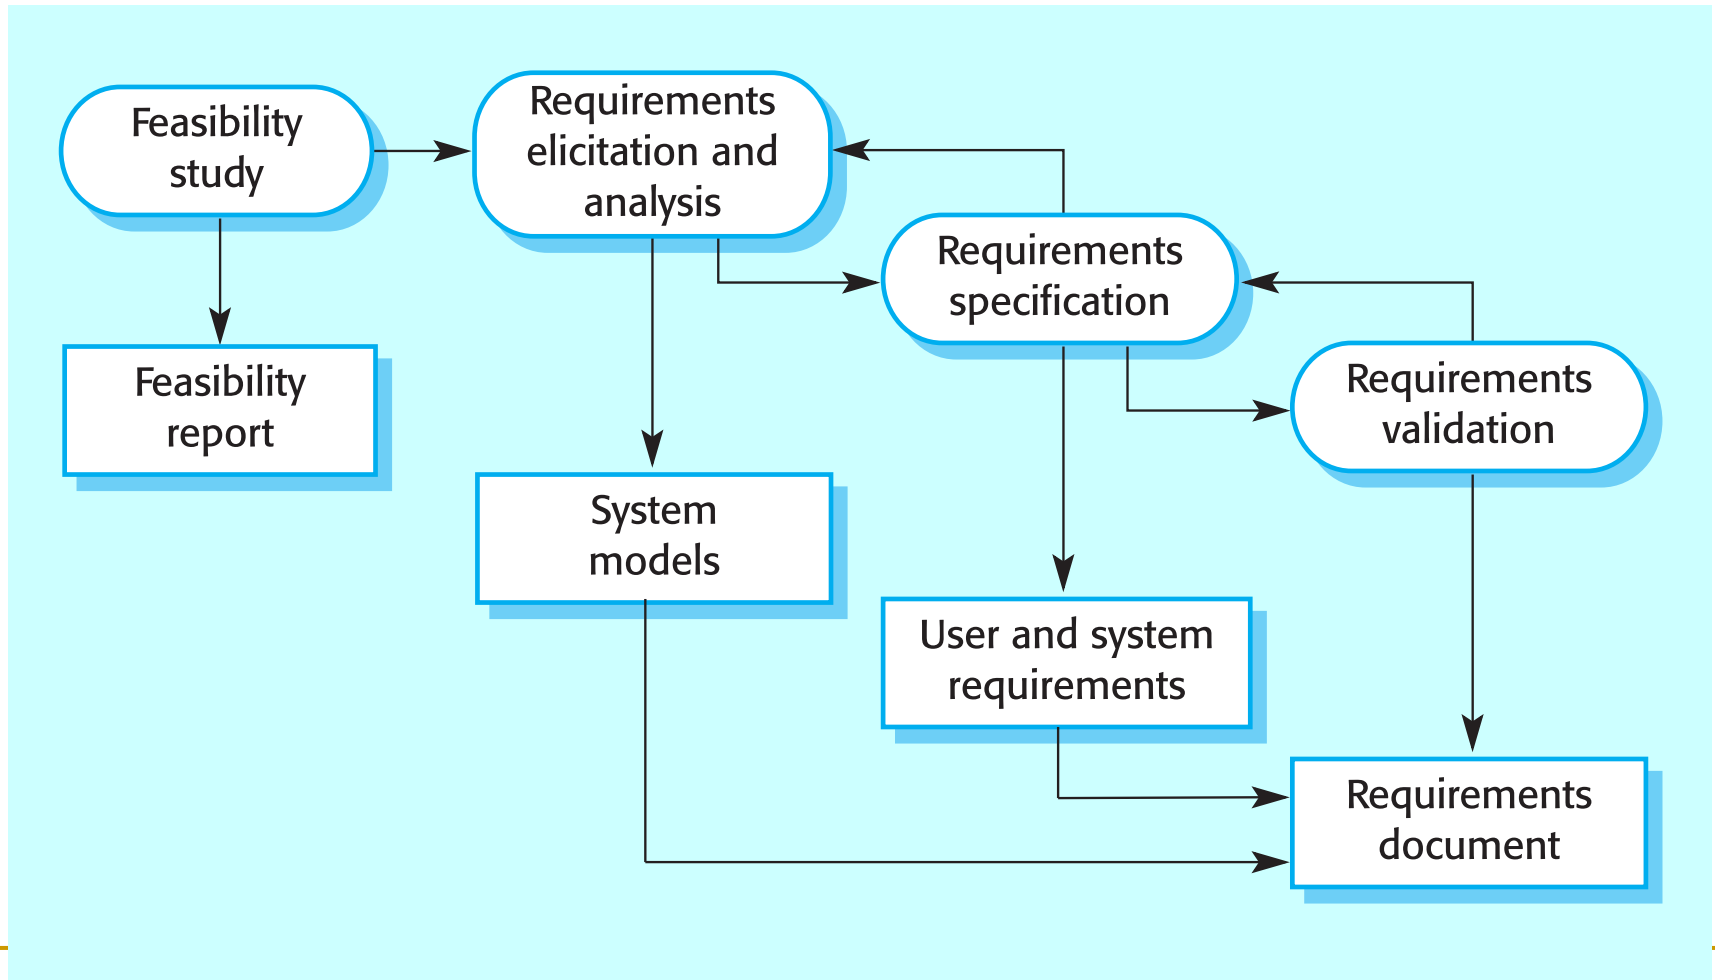 Feasibility
study
Requirements
elicitation and
analysis
Requirements
specification
Requirements
validation
Feasibility
report
System
models
User and system
requirements
Requirements
document